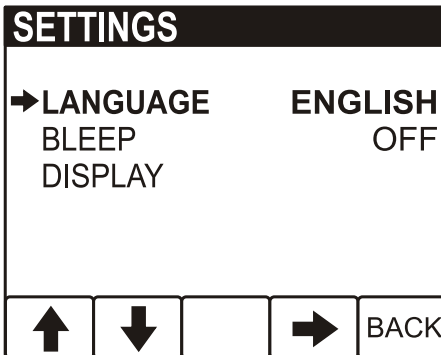 SETTINGS
LANGUAGE ENGLISH
BLEEP OFF
DISPLAY
BACK